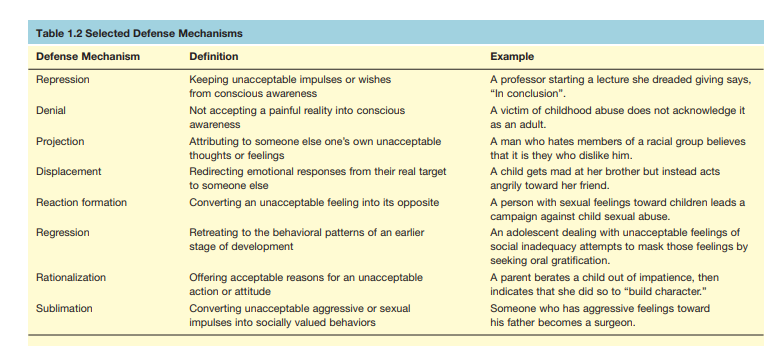 Table 1.2 Selected Defense Mechanisms
Defense Mechanism Definition Example
Repression Keeping unacceptable impulses or wishes A professor starting a lecture she dreaded giving says,
from conscious awareness “In conclusion”.
Denial Not accepting a painful reality into conscious A victim of childhood abuse does not acknowledge it
awareness as an adult.
Projection Attributing to someone else one’s own unacceptable A man who hates members of a racial group believes
thoughts or feelings that it is they who dislike him.
Displacement Redirecting emotional responses from their real target A child gets mad at her brother but instead acts
to someone else angrily toward her friend.
Reaction formation Converting an unacceptable feeling into its opposite A person with sexual feelings toward children leads a
campaign against child sexual abuse.
Regression Retreating to the behavioral patterns of an earlier An adolescent dealing with unacceptable feelings of
stage of development social inadequacy attempts to mask those feelings by
seeking oral gratification.
Rationalization Offering acceptable reasons for an unacceptable A parent berates a child out of impatience, then
action or attitude indicates that she did so to “build character.”
Sublimation Converting unacceptable aggressive or sexual Someone who has aggressive feelings toward
impulses into socially valued behaviors his father becomes a surgeon.